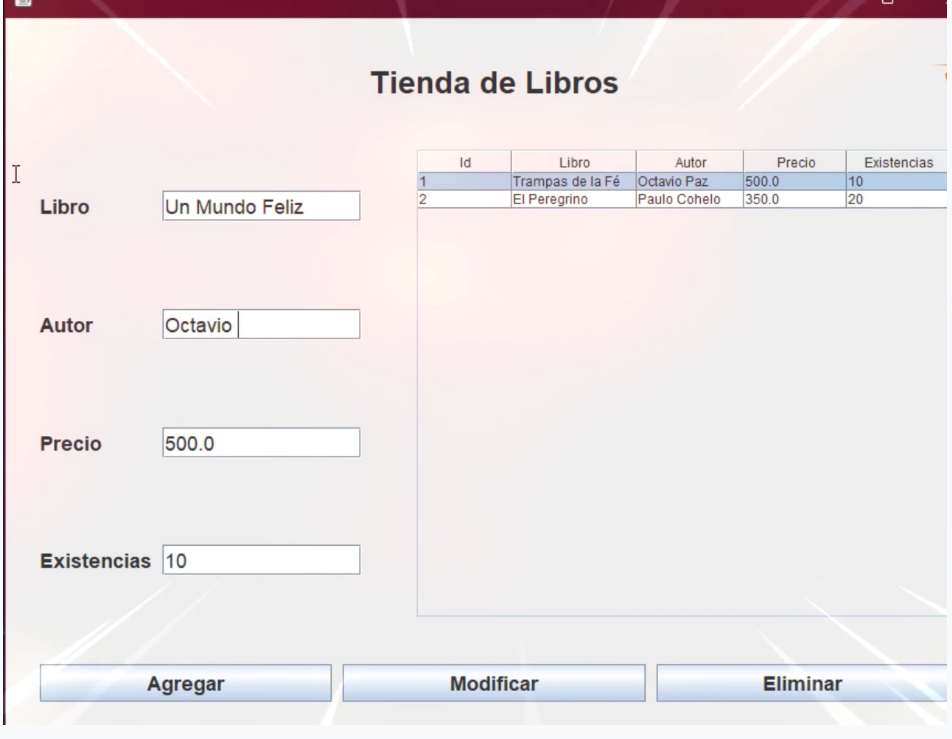 Tienda de Libros
Id Libro Autor Precio Existencias
1 Trampas de la Fé Octavio Paz 500.0 10
2 El Peregrino Paulo Cohelo 350.0 20
Libro Un Mundo Feliz
Autor Octavio
Precio 500.0
Existencias 10
Agregar Modificar Eliminar